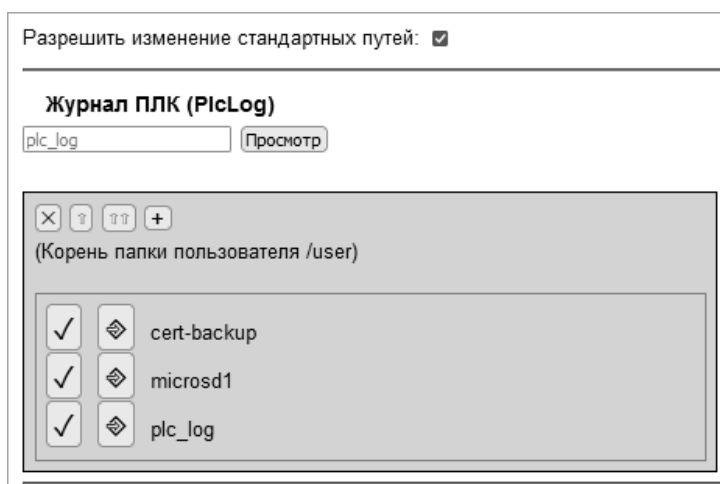 Разрешить изменение стандартных путей:
Журнал ПЛК (PlcLog)
plc_log Просмотр
(Корень папки пользователя /user)
cert-backup
microsd1
plc_log